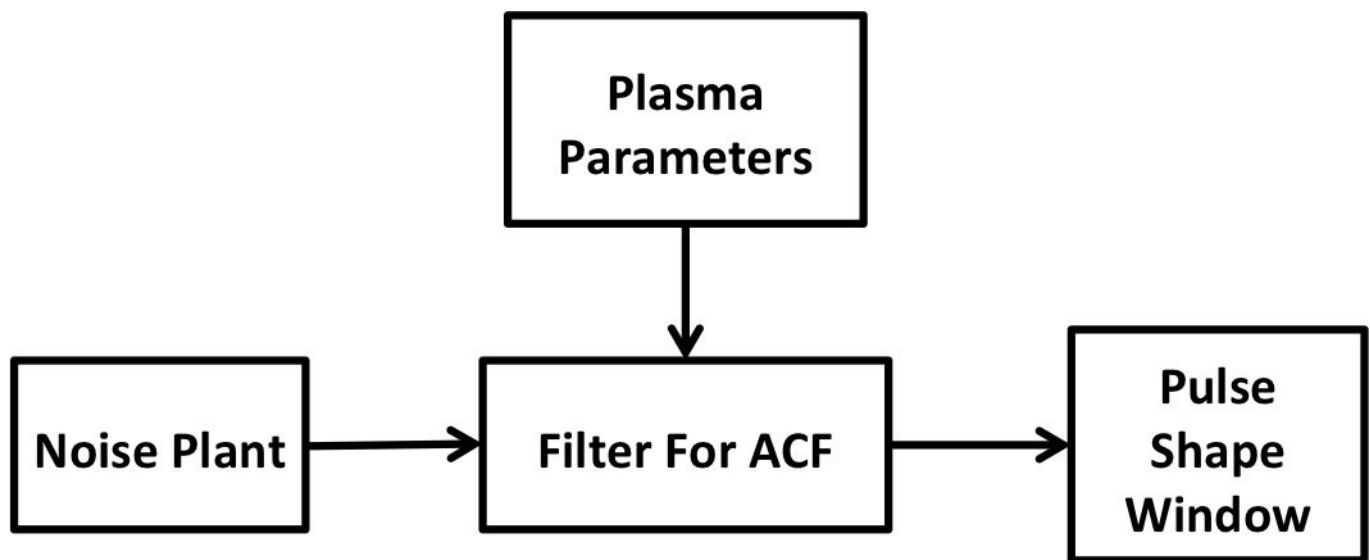 Plasma
Parameters
Noise Plant
Filter For ACF
Pulse
Shape
Window